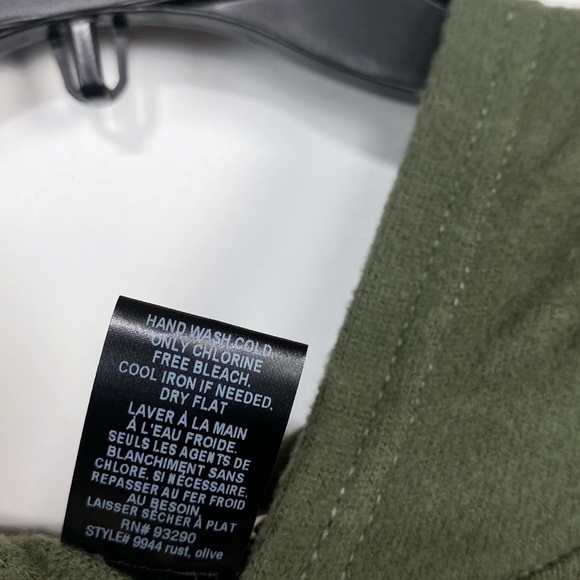 HAND WASH COLD,
ONLY CHLORINE
FREE BLEACH.
COOL IRON IF NEEDED.
DRY FLAT
LAVER À LA MAIN
À L'EAU FROIDE.
SEULS LES AGENTS DE
BLANCHIMENT SANS
CHLORE. SI NÉCESSAIRE.
REPASSER AU FER FROID
AU BESOIN.
LAISSER SÉCHER À PLAT
RN# 93290
STYLE# 9944 rust, olive